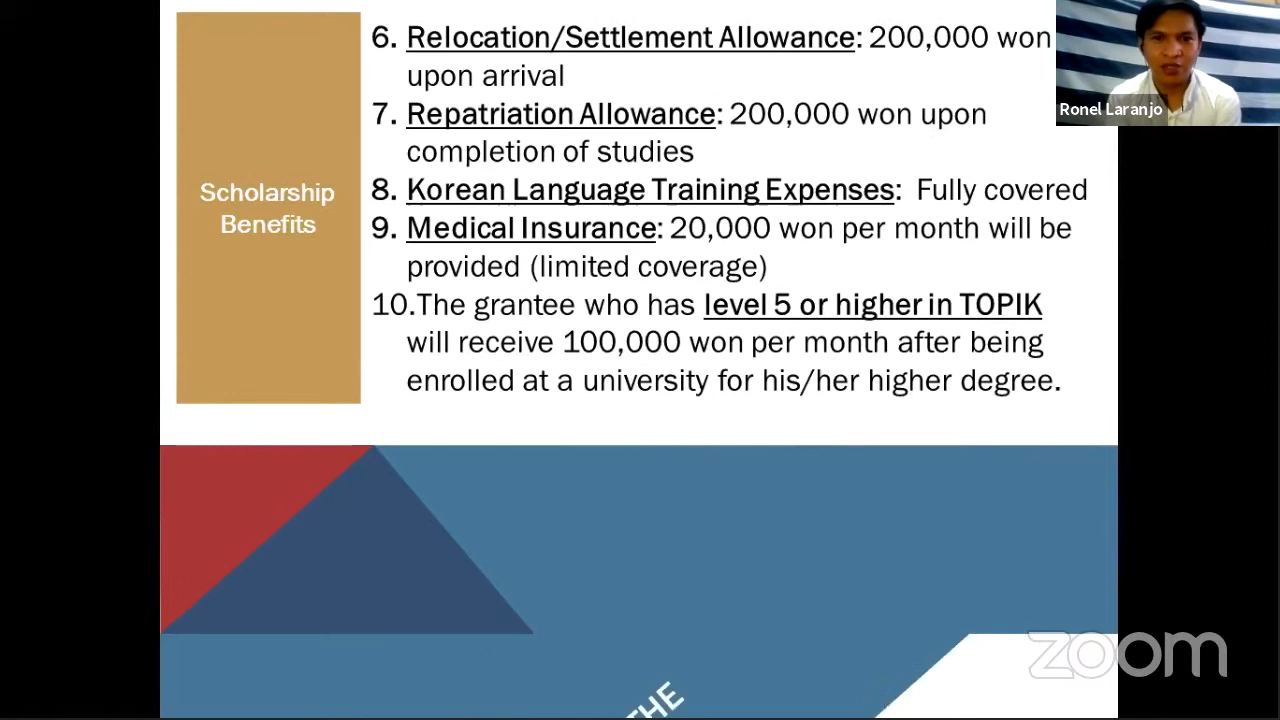 6. Relocation/Settlement Allowance: 200,000 won
upon arrival
7. Repatriation Allowance: 200,000 won upon
completion of studies
8. Korean Language Training Expenses: Fully covered
9. Medical Insurance: 20,000 won per month will be
provided (limited coverage)
10.The grantee who has level 5 or higher in TOPIK
will receive 100,000 won per month after being
enrolled at a university for his/her higher degree.
Scholarship
Benefits
Ronel Laranjo
THE
zoom